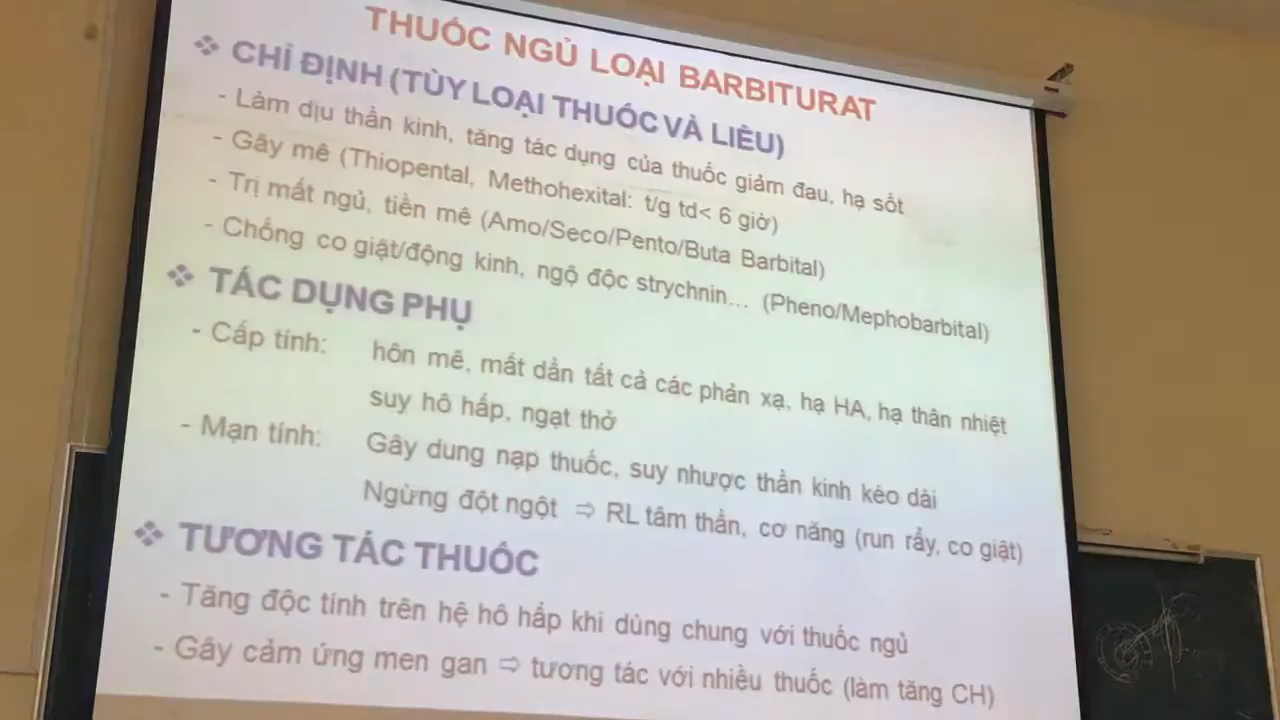 THUỐC NGỦ LOẠI BARBITURAT
❖ CHỈ ĐỊNH (TÙY LOẠI THUỐC VÀ LIỀU)
- Làm dịu thần kinh, tăng tác dụng của thuốc giảm đau, hạ sốt
- Gây mê (Thiopental, Methohexital: t/g td< 6 giờ)
- Trị mất ngủ, tiền mê (Amo/Seco/Pento/Buta Barbital)
- Chống co giật/động kinh, ngộ độc strychnin... (Pheno/Mephobarbital)
❖ TÁC DỤNG PHỤ
- Cấp tính: hôn mê, mất dần tất cả các phản xạ, hạ HA, hạ thân nhiệt
suy hô hấp, ngạt thở
- Mạn tính: Gây dung nạp thuốc, suy nhược thần kinh kéo dài
Ngừng đột ngột ⇨ RL tâm thần, cơ năng (run rẩy, co giật)
❖ TƯƠNG TÁC THUỐC
- Tăng độc tính trên hệ hô hấp khi dùng chung với thuốc ngủ
- Gây cảm ứng men gan ⇨ tương tác với nhiều thuốc (làm tăng CH)